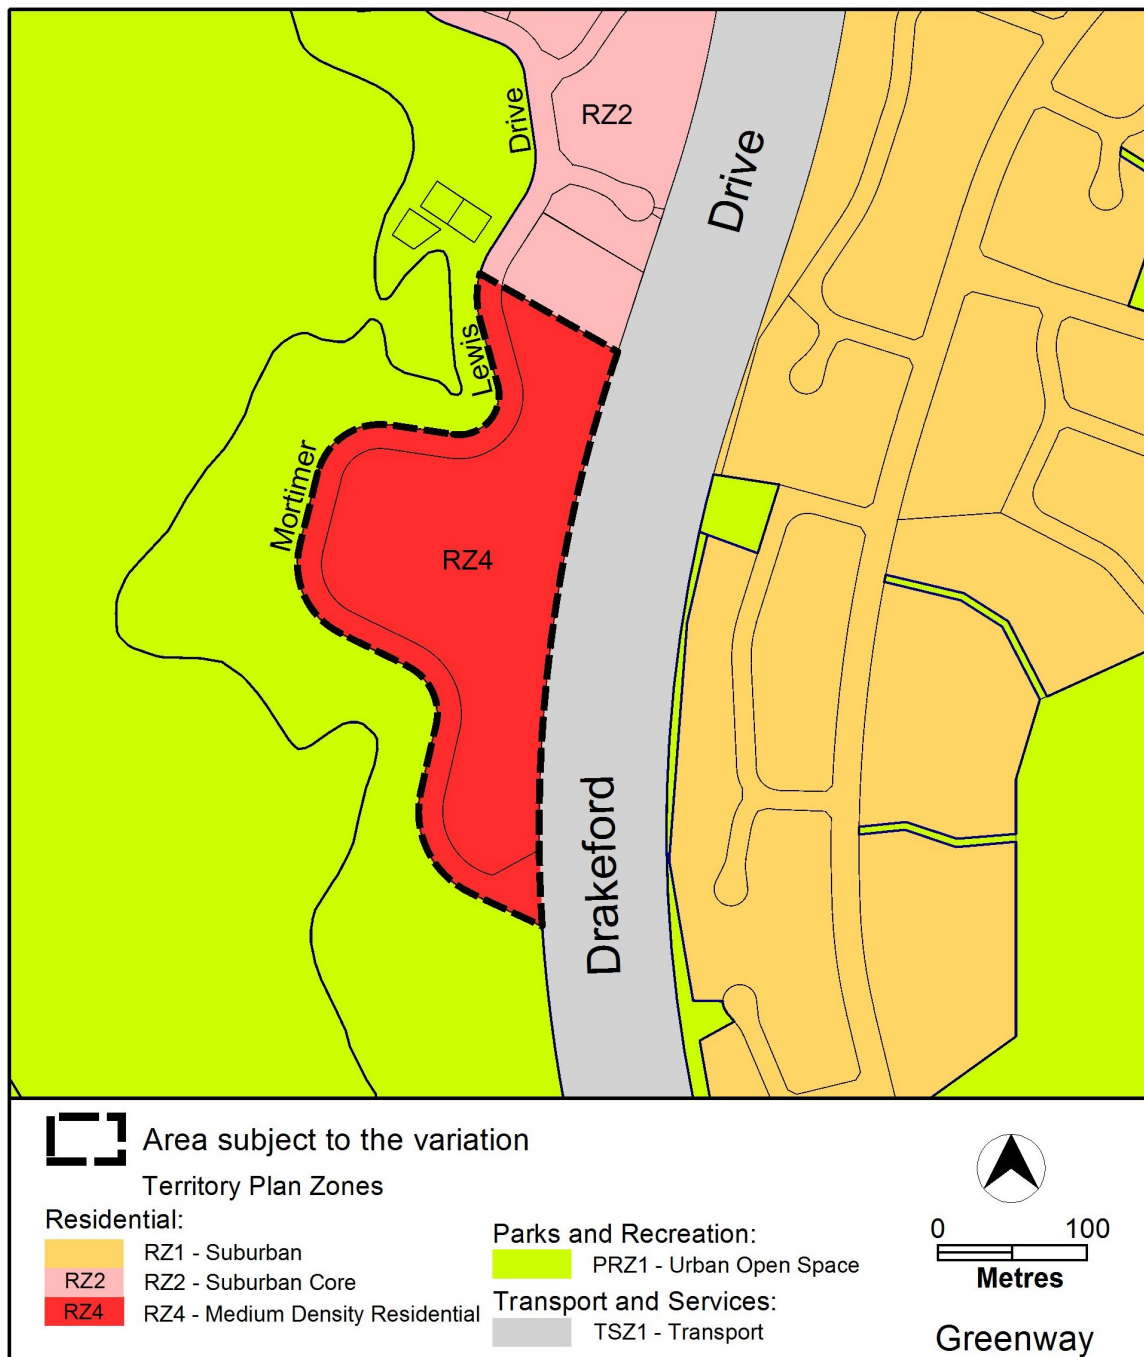 RZ2
Drive
Drive
Lewis
Mortimer
RZ4
Drakeford
Area subject to the variation
Territory Plan Zones
Residential:
RZ1 - Suburban
RZ2 RZ2 - Suburban Core
RZ4 RZ4 - Medium Density Residential
Parks and Recreation:
PRZ1 - Urban Open Space
Transport and Services:
TSZ1 - Transport
0 100
Metres
Greenway